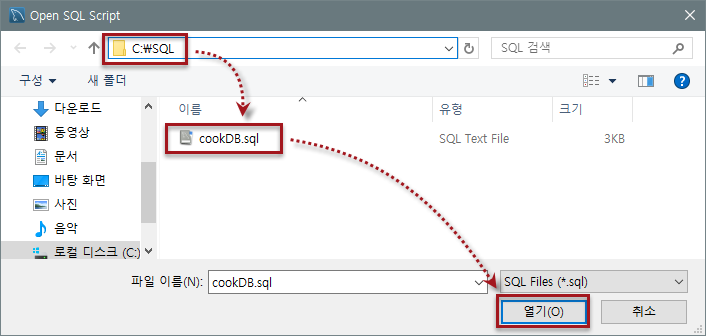 Open SQL Script
C:\SQL
SQL 검색
구성
새 폴더
이름
유형
크기
다운로드
동영상
문서
바탕 화면
사진
음악
로컬 디스크 (C:)
cookDB.sql
SQL Text File
3KB
파일 이름(N):
cookDB.sql
SQL Files (*.sql)
열기(O)
취소